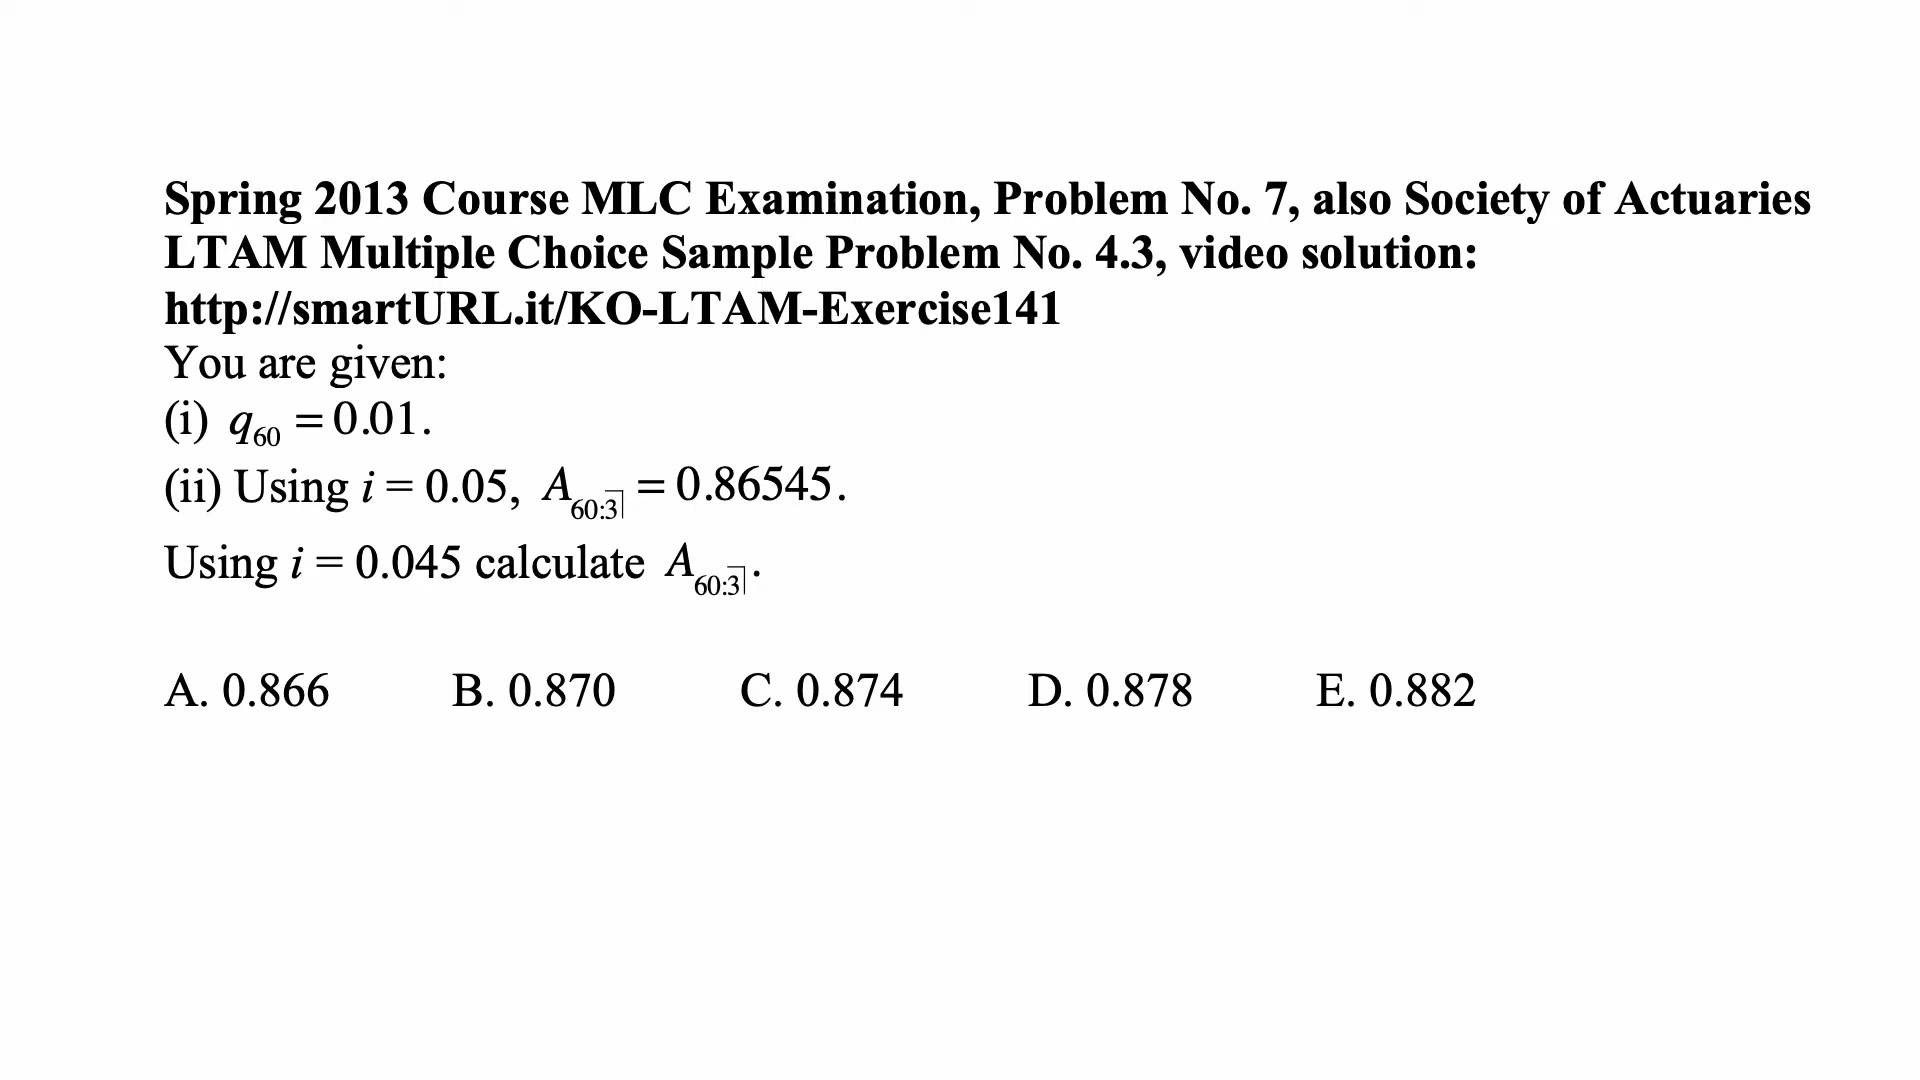 Spring 2013 Course MLC Examination, Problem No. 7, also Society of Actuaries
LTAM Multiple Choice Sample Problem No. 4.3, video solution:
http://smartURL.it/KO-LTAM-Exercise141
You are given:
(i) q₆₀ = 0.01.
(ii) Using i = 0.05, A₆₀:₃̅| = 0.86545.
Using i = 0.045 calculate A₆₀:₃̅|.
A. 0.866 B. 0.870 C. 0.874 D. 0.878 E. 0.882